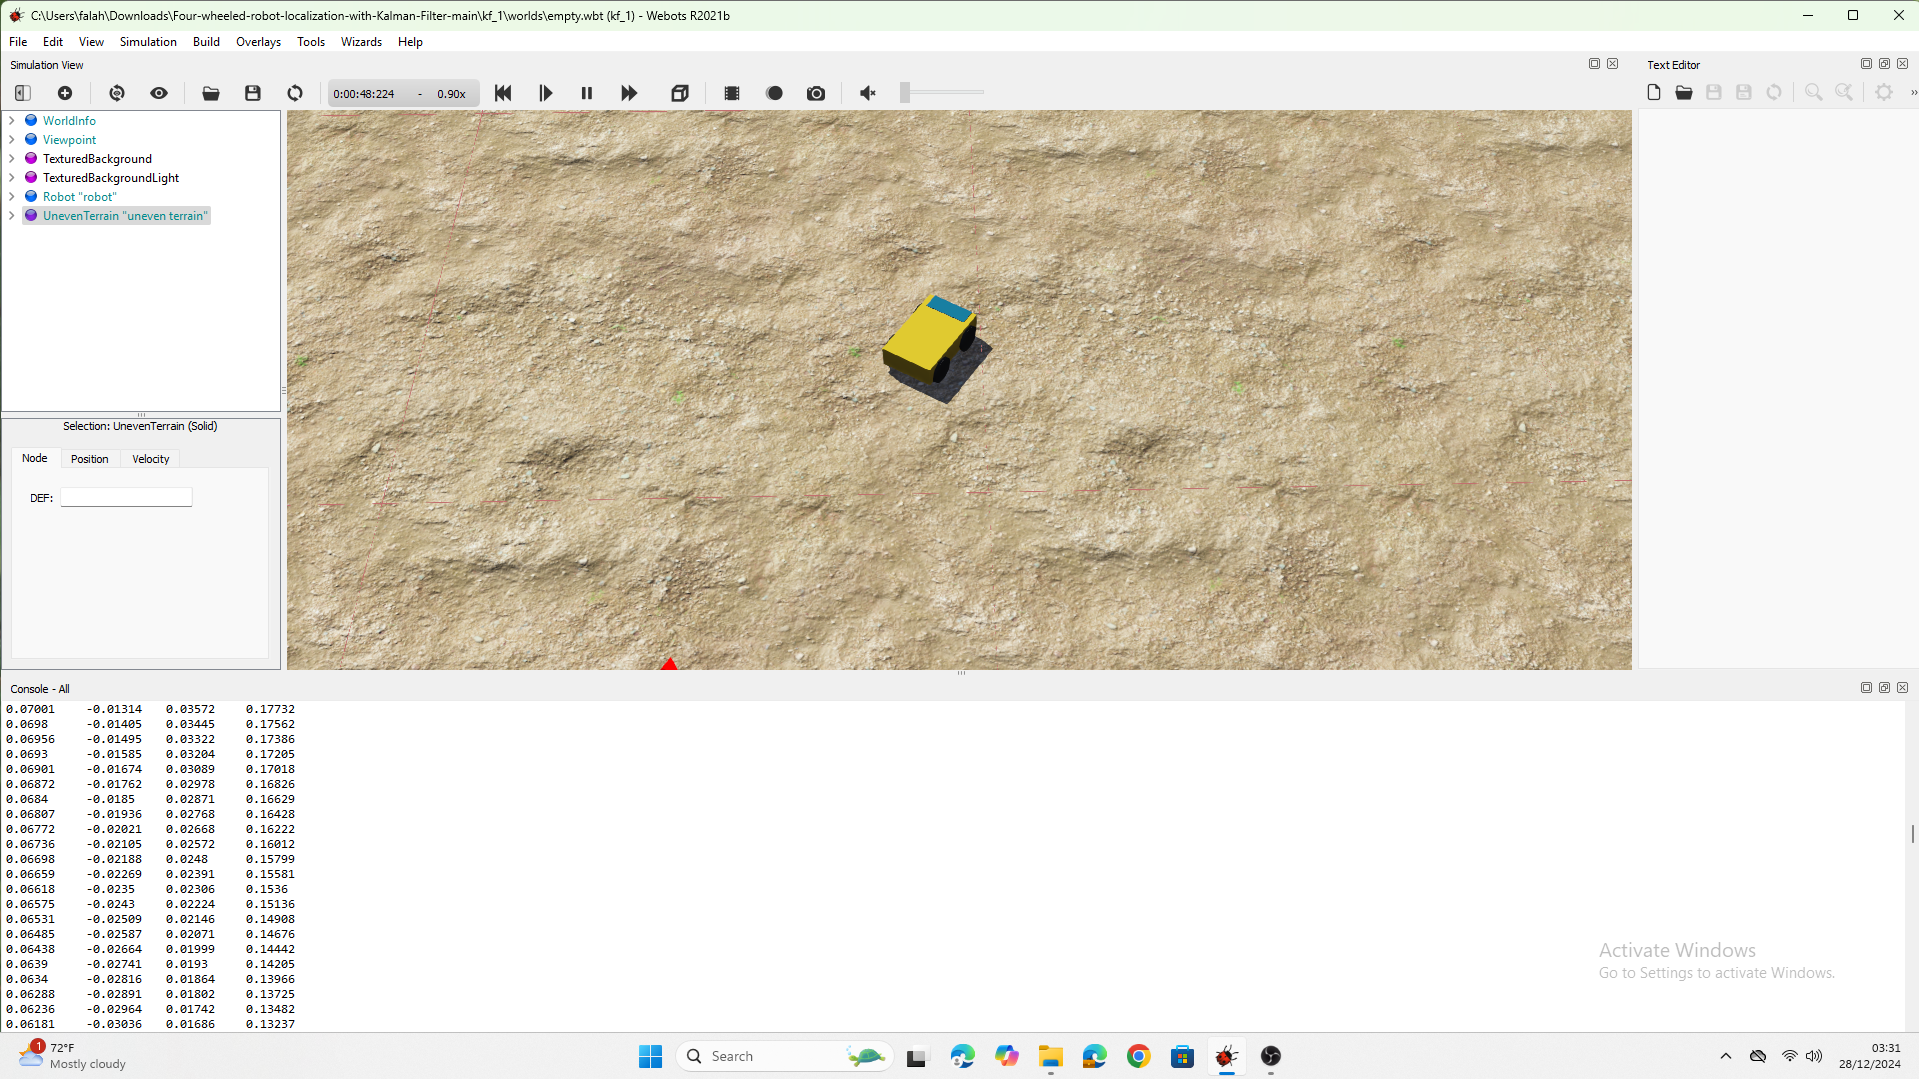 C:\Users\falah\Downloads\Four-wheeled-robot-localization-with-Kalman-Filter-main\kf_1\worlds\empty.wbt (kf_1) - Webots R2021b
File Edit View Simulation Build Overlays Tools Wizards Help
Simulation View
Text Editor
0:00:48:224 - 0.90x
WorldInfo
Viewpoint
TexturedBackground
TexturedBackgroundLight
Robot "robot"
UnevenTerrain "uneven terrain"
Selection: UnevenTerrain (Solid)
Node Position Velocity
DEF:
Console - All
0.07001 -0.01314 0.03572 0.17732
0.0698 -0.01405 0.03445 0.17562
0.06956 -0.01495 0.03322 0.17386
0.0693 -0.01585 0.03204 0.17205
0.06901 -0.01674 0.03089 0.17018
0.06872 -0.01762 0.02978 0.16826
0.0684 -0.0185 0.02871 0.16629
0.06807 -0.01936 0.02768 0.16428
0.06772 -0.02021 0.02668 0.16222
0.06736 -0.02105 0.02572 0.16012
0.06698 -0.02188 0.0248 0.15799
0.06659 -0.02269 0.02391 0.15581
0.06618 -0.0235 0.02306 0.1536
0.06575 -0.0243 0.02224 0.15136
0.06531 -0.02509 0.02146 0.14908
0.06485 -0.02587 0.02071 0.14676
0.06438 -0.02664 0.01999 0.14442
0.0639 -0.02741 0.0193 0.14205
0.0634 -0.02816 0.01864 0.13966
0.06288 -0.02891 0.01802 0.13725
0.06236 -0.02964 0.01742 0.13482
0.06181 -0.03036 0.01686 0.13237
Activate Windows
Go to Settings to activate Windows.
1
72°F
Mostly cloudy
Search
03:31
28/12/2024